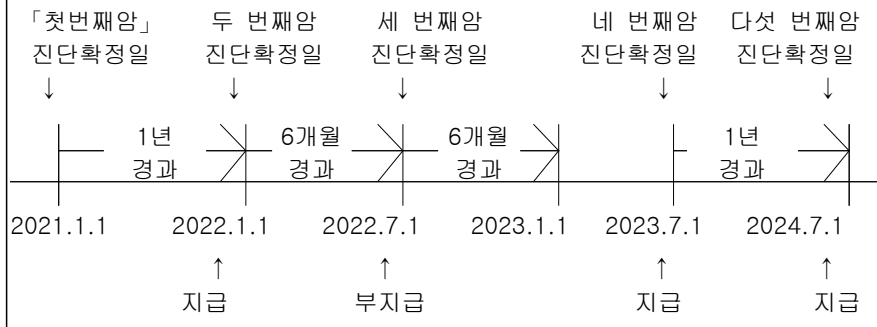 「첫번째암」 두 번째암 세 번째암 네 번째암 다섯 번째암
진단확정일 진단확정일 진단확정일 진단확정일 진단확정일
↓ ↓ ↓ ↓ ↓
1년 6개월 6개월 1년
경과 경과 경과 경과
2021.1.1 2022.1.1 2022.7.1 2023.1.1 2023.7.1 2024.7.1
↑ ↑ ↑ ↑
지급 부지급 지급 지급